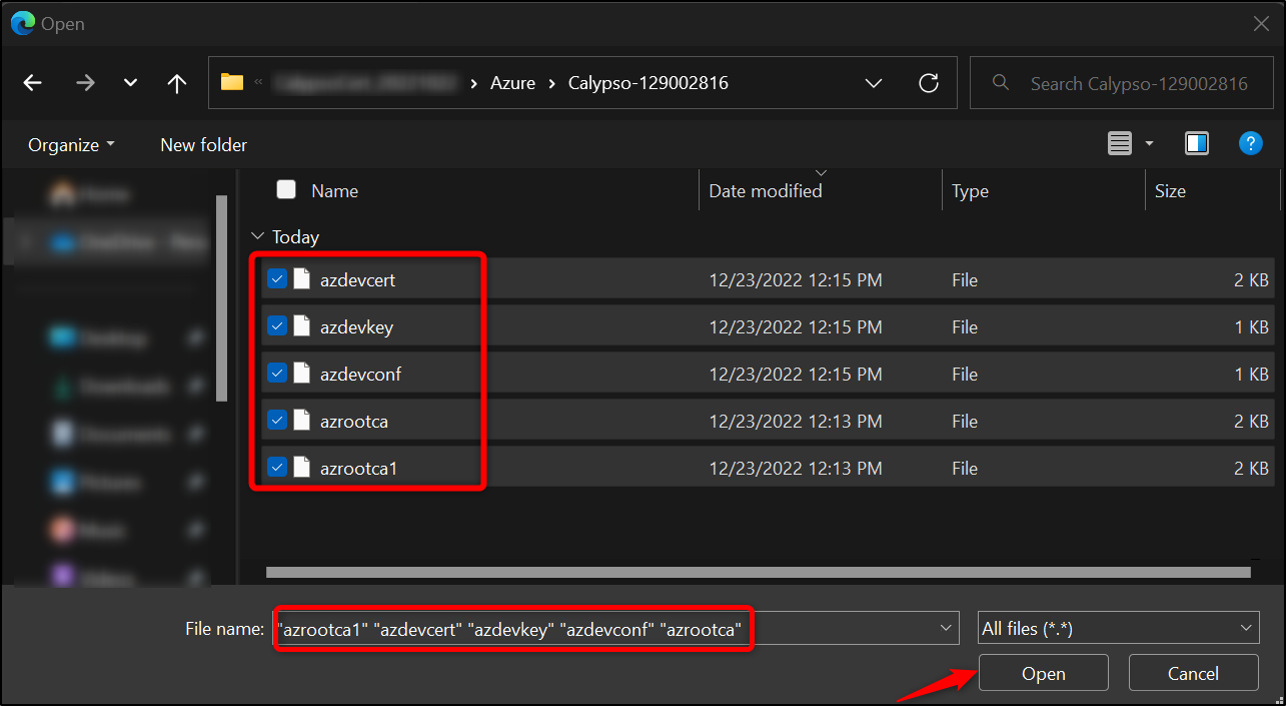 Open
Azure › Calypso-129002816
Search Calypso-129002816
Organize
New folder
Name Date modified Type Size
Today
azdevcert 12/23/2022 12:15 PM File 2 KB
azdevkey 12/23/2022 12:15 PM File 1 KB
azdevconf 12/23/2022 12:15 PM File 1 KB
azrootca 12/23/2022 12:13 PM File 2 KB
azrootca1 12/23/2022 12:13 PM File 2 KB
File name: "azrootca1" "azdevcert" "azdevkey" "azdevconf" "azrootca" All files (*.*)
Open Cancel